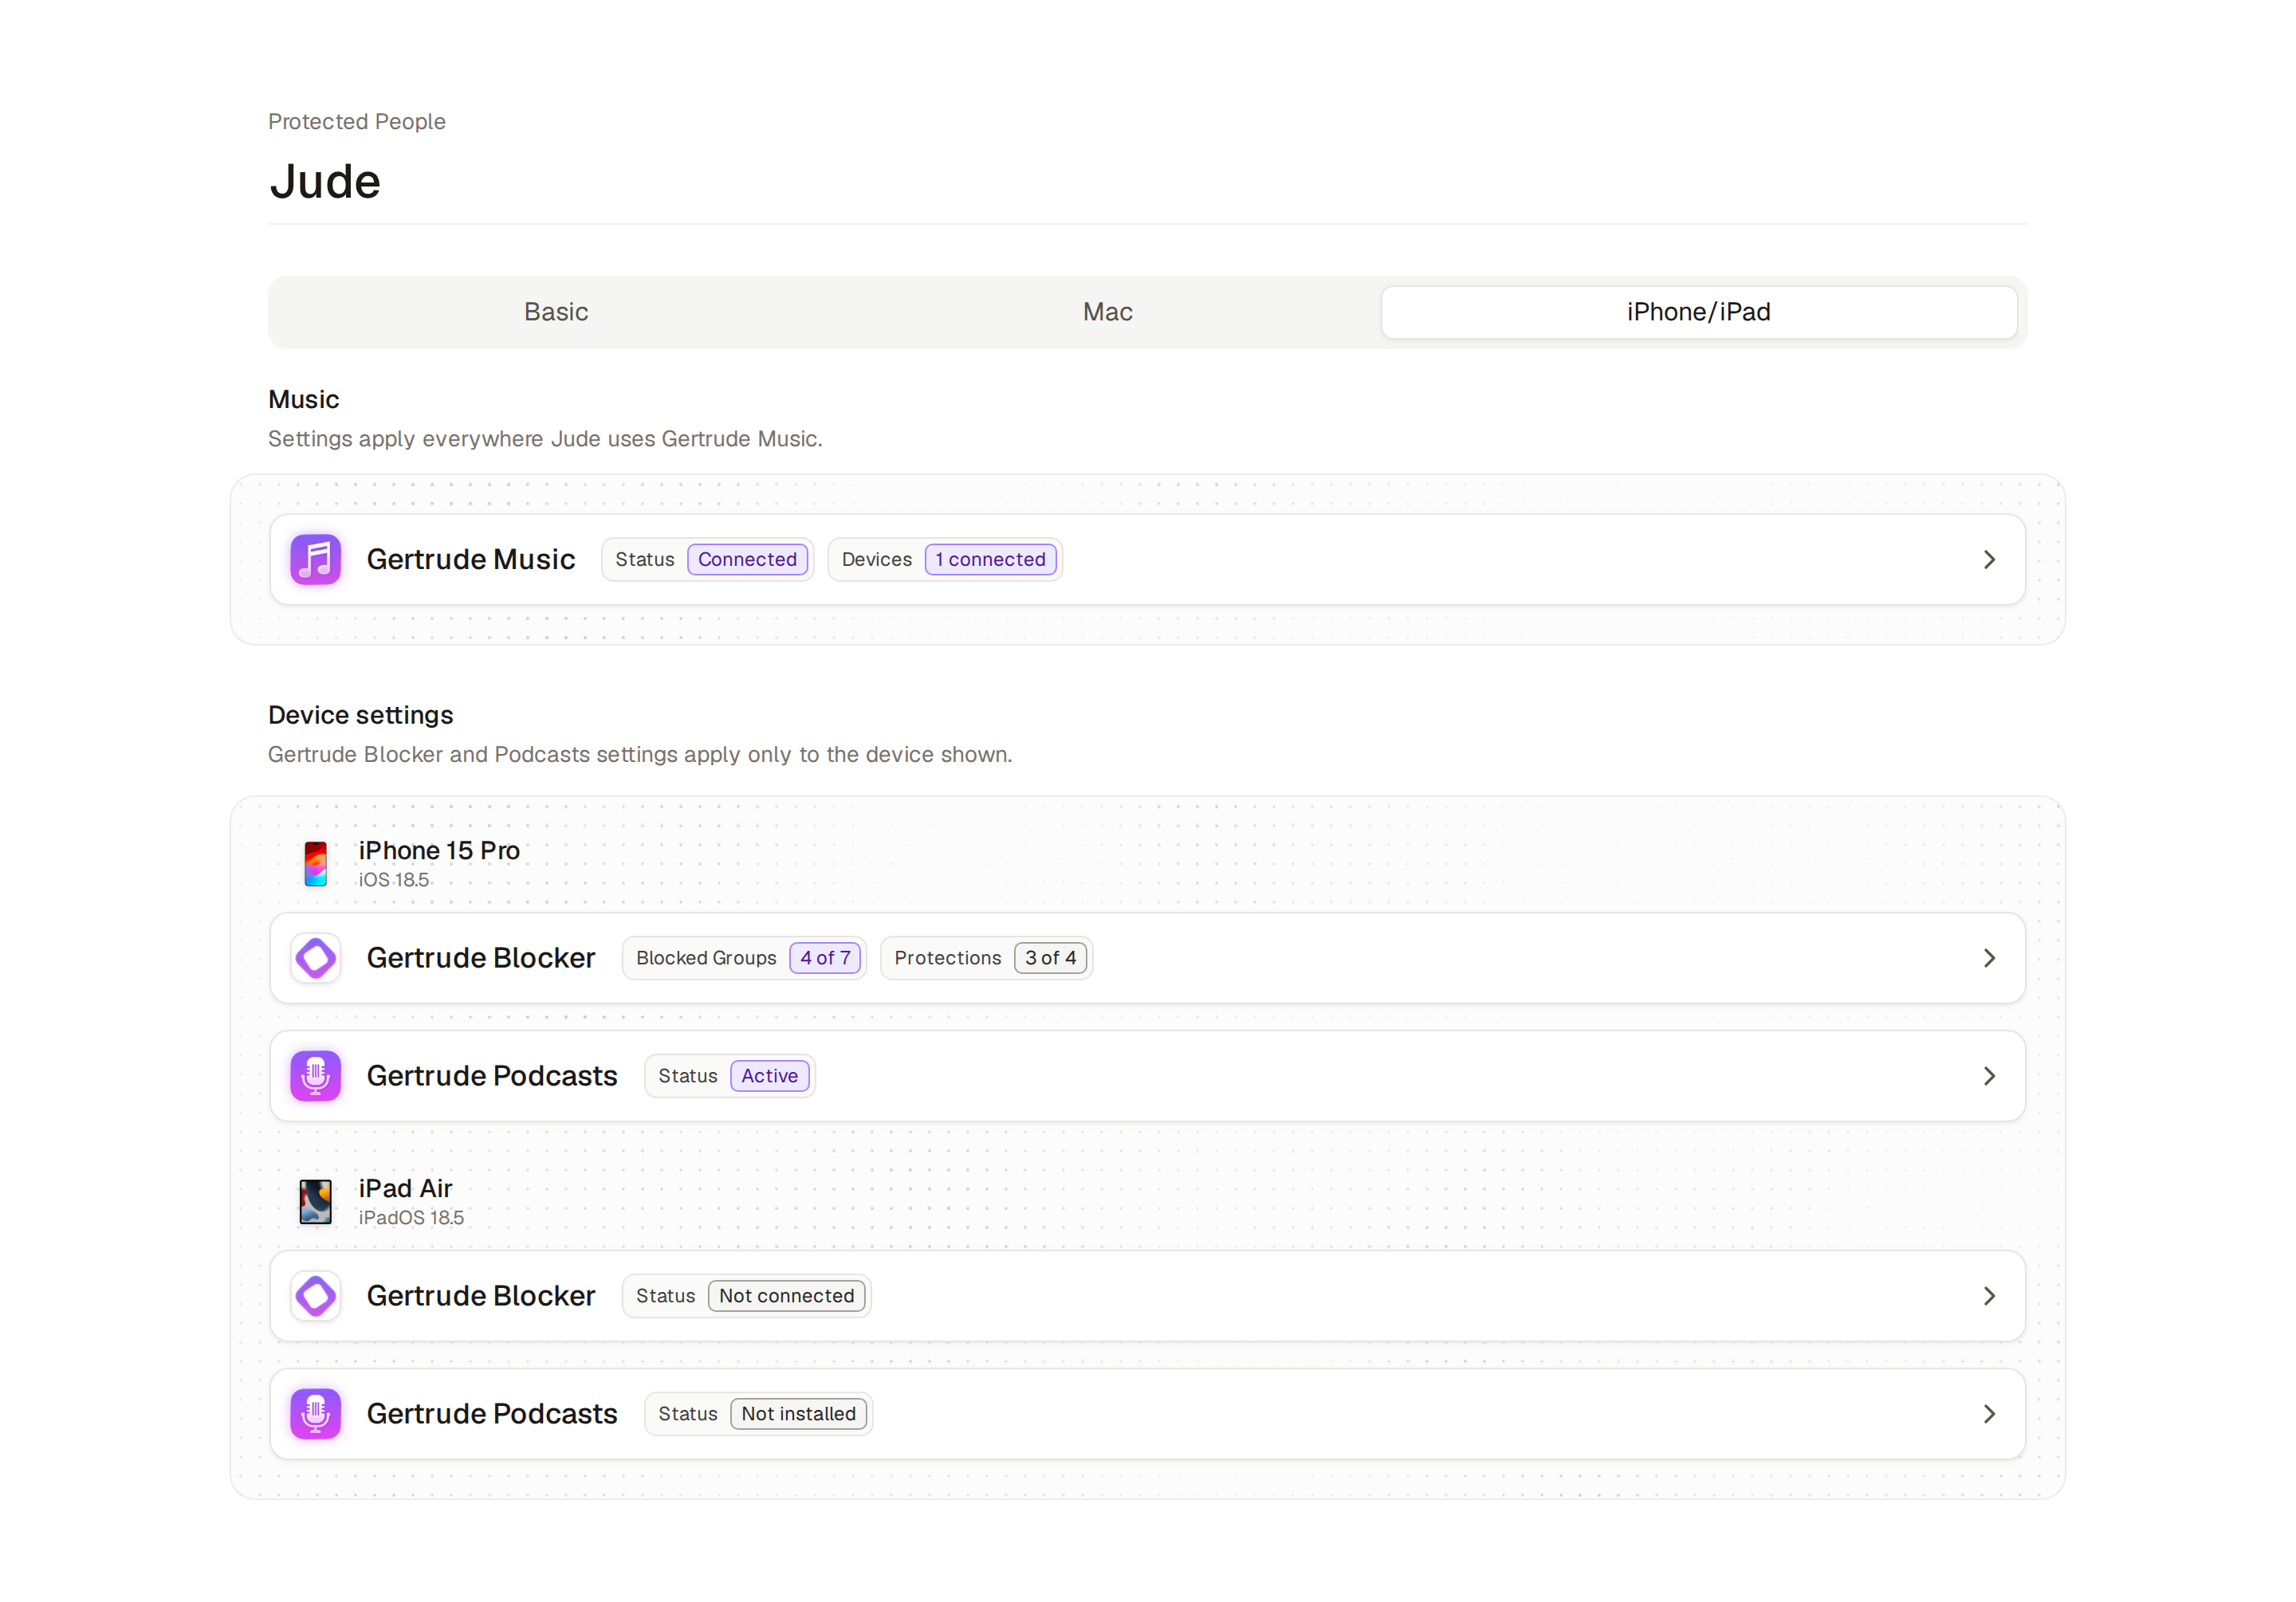 Protected People
Jude
Basic Mac iPhone/iPad
Music
Settings apply everywhere Jude uses Gertrude Music.
Gertrude Music Status Connected Devices 1 connected
Device settings
Gertrude Blocker and Podcasts settings apply only to the device shown.
iPhone 15 Pro
iOS 18.5
Gertrude Blocker Blocked Groups 4 of 7 Protections 3 of 4
Gertrude Podcasts Status Active
iPad Air
iPadOS 18.5
Gertrude Blocker Status Not connected
Gertrude Podcasts Status Not installed